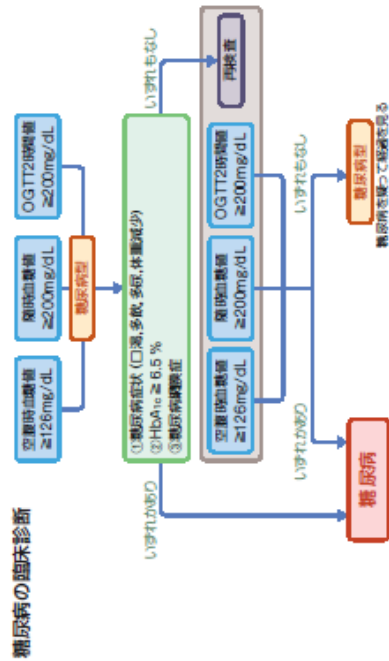 糖尿病の臨床診断
空腹時血糖値
≧126mg/dL
随時血糖値
≧200mg/dL
OGTT2時間値
≧200mg/dL
糖尿病型
①糖尿病症状(口渇,多飲,多尿,体重減少)
②HbA1c ≧ 6.5 %
③糖尿病網膜症
いずれかあり
いずれもなし
再検査
空腹時血糖値
≧126mg/dL
随時血糖値
≧200mg/dL
OGTT2時間値
≧200mg/dL
いずれかあり
いずれもなし
糖尿病
糖尿病型
糖尿病を疑って経過を見る